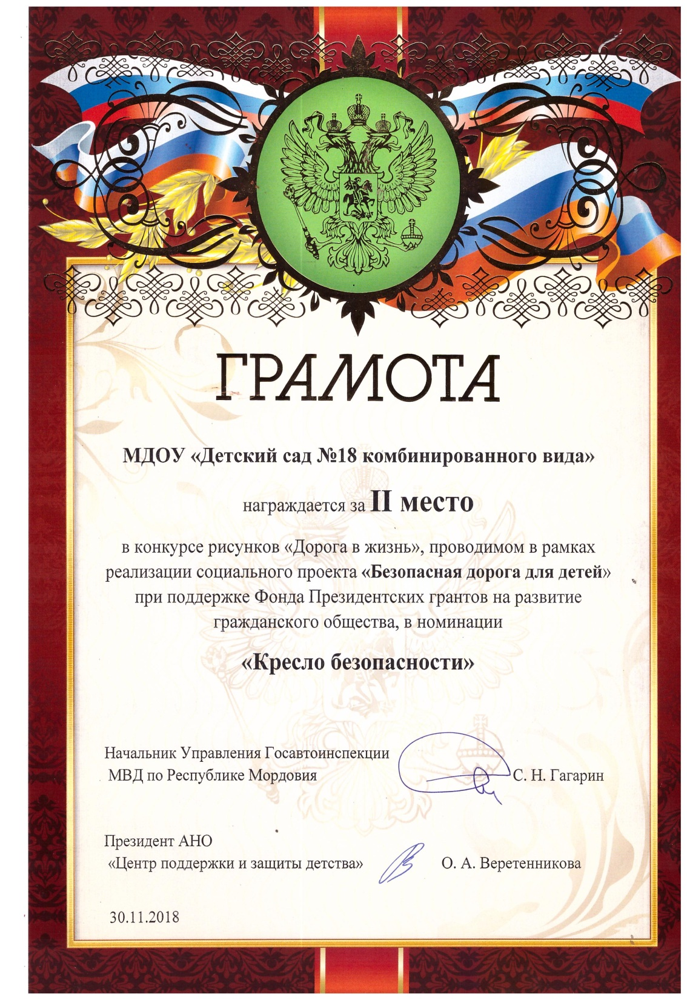 ГРАМОТА
МДОУ «Детский сад №18 комбинированного вида»
награждается за II место
в конкурсе рисунков «Дорога в жизнь», проводимом в рамках
реализации социального проекта «Безопасная дорога для детей»
при поддержке Фонда Президентских грантов на развитие
гражданского общества, в номинации
«Кресло безопасности»
Начальник Управления Госавтоинспекции
МВД по Республике Мордовия С. Н. Гагарин
Президент АНО
«Центр поддержки и защиты детства» О. А. Веретенникова
30.11.2018